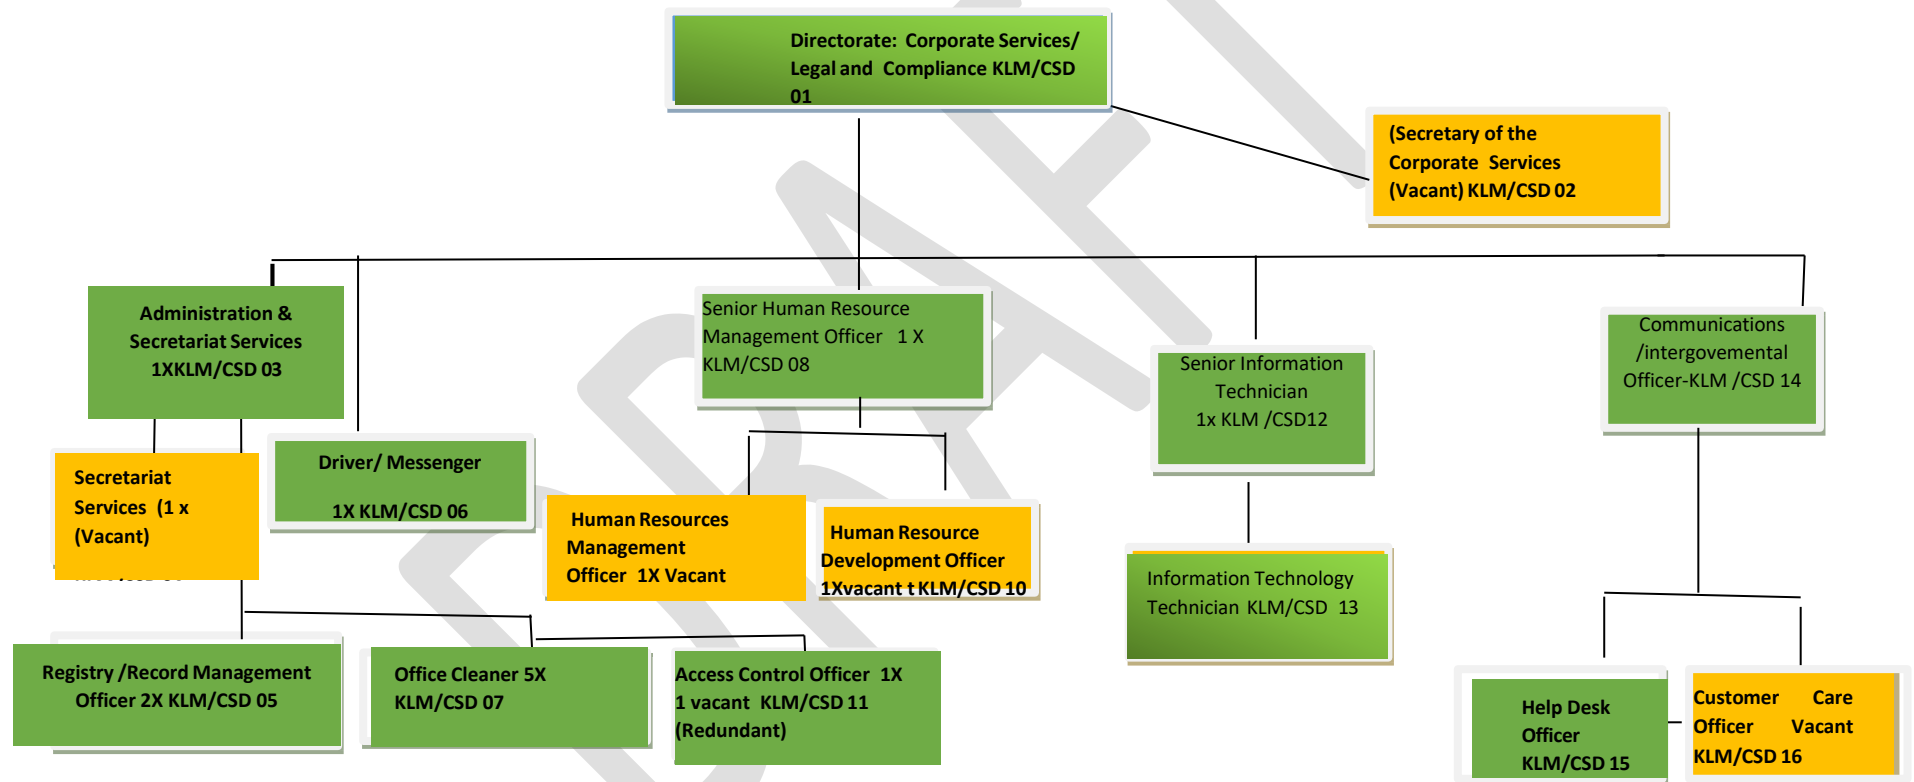 Directorate: Corporate Services/
Legal and Compliance KLM/CSD
01
(Secretary of the
Corporate Services
(Vacant) KLM/CSD 02
Administration &
Secretariat Services
1XKLM/CSD 03
Senior Human Resource
Management Officer 1 X
KLM/CSD 08
Senior Information
Technician
1x KLM /CSD12
Communications
/intergovemental
Officer-KLM /CSD 14
Secretariat
Services (1 x
(Vacant)
Driver/ Messenger
1X KLM/CSD 06
Human Resources
Management
Officer 1X Vacant
Human Resource
Development Officer
1Xvacant t KLM/CSD 10
Information Technology
Technician KLM/CSD 13
Registry /Record Management
Officer 2X KLM/CSD 05
Office Cleaner 5X
KLM/CSD 07
Access Control Officer 1X
1 vacant KLM/CSD 11
(Redundant)
Help Desk
Officer
KLM/CSD 15
Customer Care
Officer Vacant
KLM/CSD 16
DRAFT